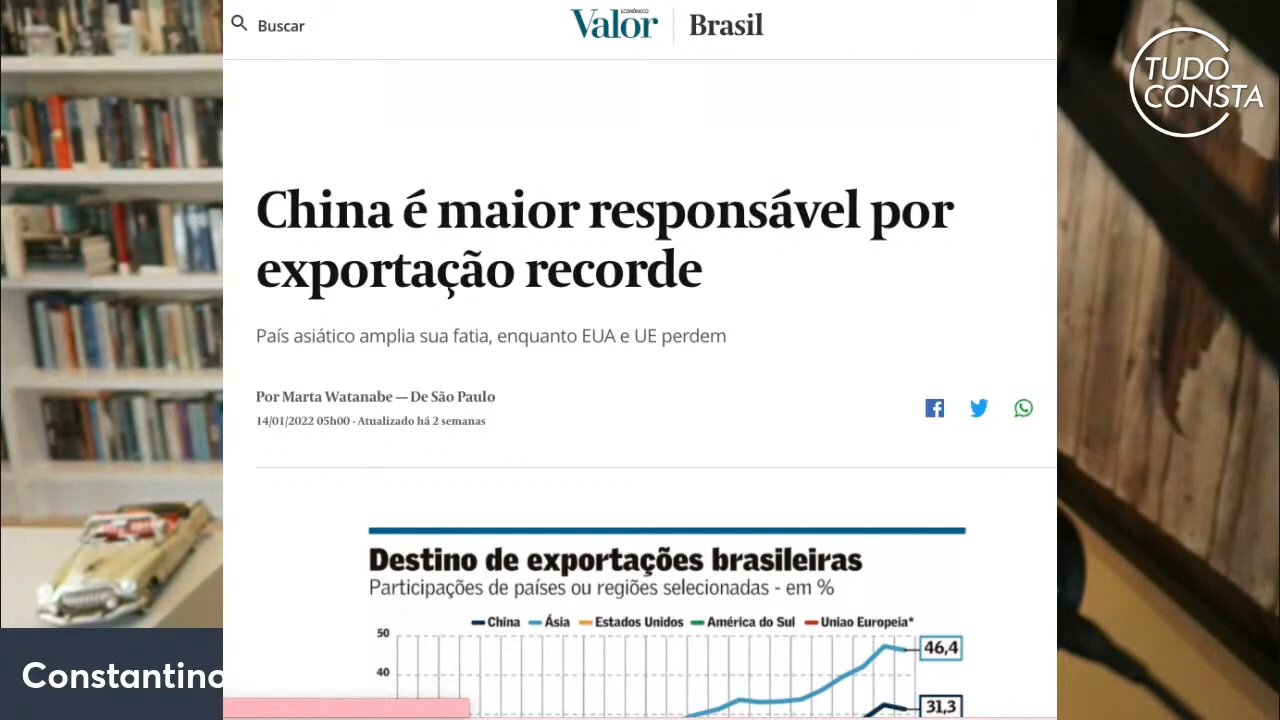 Buscar
ECONÔMICO
Valor
Brasil
TUDO
CONSTA
China é maior responsável por
exportação recorde
País asiático amplia sua fatia, enquanto EUA e UE perdem
Por Marta Watanabe — De São Paulo
14/01/2022 05h00 · Atualizado há 2 semanas
Destino de exportações brasileiras
Participações de países ou regiões selecionadas - em %
China Ásia Estados Unidos América do Sul Uniao Europeia*
50
46,4
40
31,3
Constantino